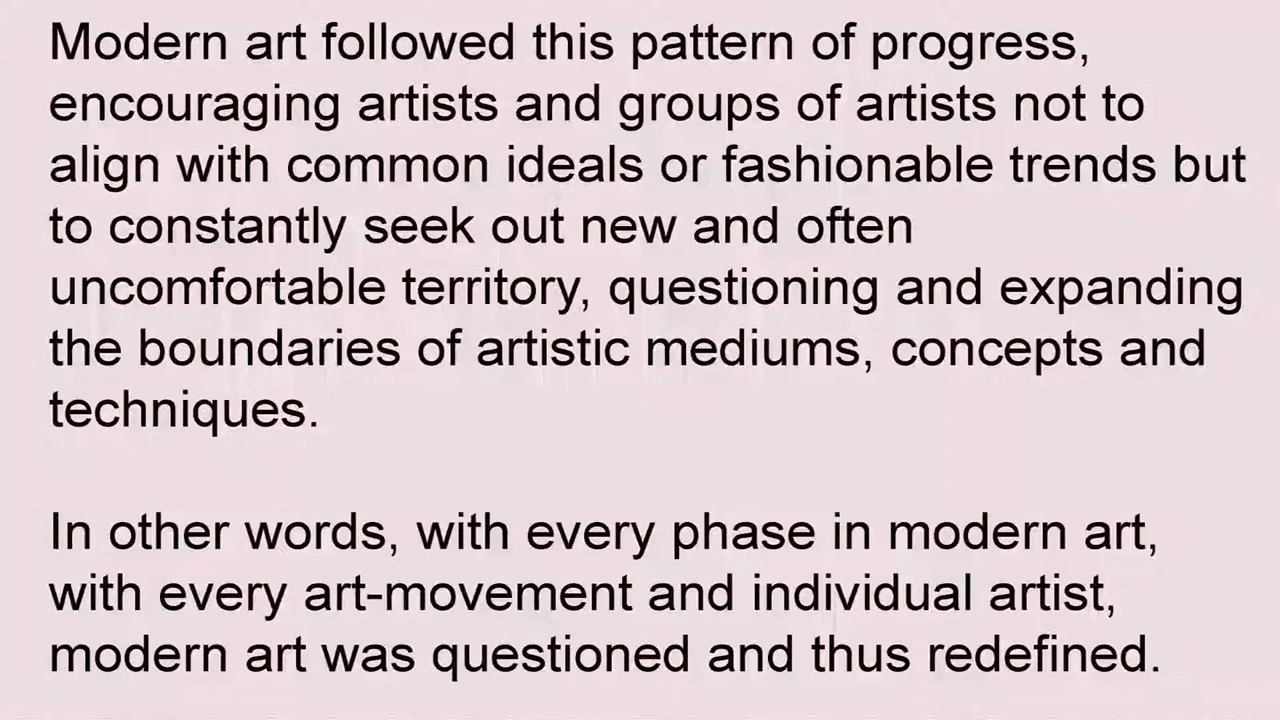 Modern art followed this pattern of progress,
encouraging artists and groups of artists not to
align with common ideals or fashionable trends but
to constantly seek out new and often
uncomfortable territory, questioning and expanding
the boundaries of artistic mediums, concepts and
techniques.
In other words, with every phase in modern art,
with every art-movement and individual artist,
modern art was questioned and thus redefined.